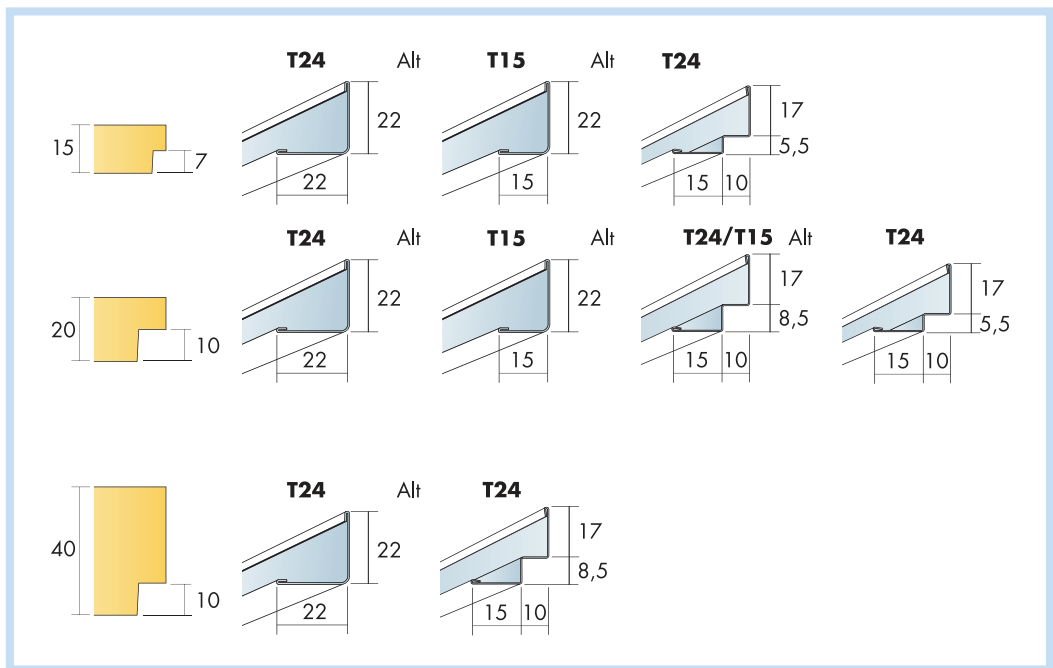 T24 Alt T15 Alt T24
15 7 22 22 22 15 17 5,5 15 10
T24 Alt T15 Alt T24/T15 Alt T24
20 10 22 22 22 15 17 8,5 15 10 17 5,5 15 10
T24 Alt T24
40 10 22 22 17 8,5 15 10